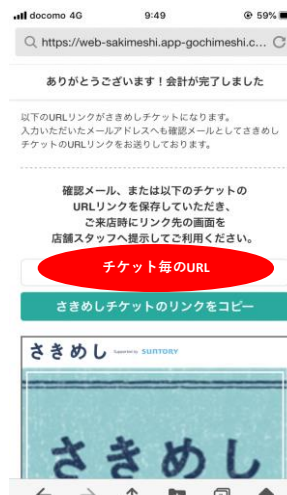 docomo 4G 9:49 59%
https://web-sakimeshi.app-gochimeshi.c...
ありがとうございます！会計が完了しました
以下のURLリンクがさきめしチケットになります。
入力いただいたメールアドレスへも確認メールとしてさきめし
チケットのURLリンクをお送りしております。
確認メール、または以下のチケットの
URLリンクを保存していただき、
ご来店時にリンク先の画面を
店舗スタッフへ提示してご利用ください。
チケット毎のURL
さきめしチケットのリンクをコピー
さきめし Supported by SUNTORY
さきめし